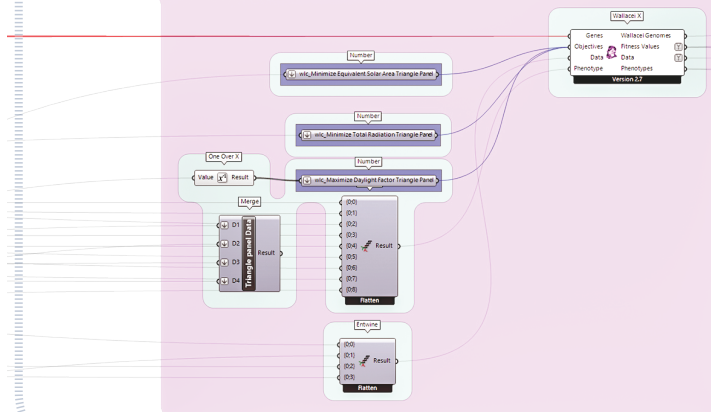 Wallacei X
Genes Wallacei Genomes
Objectives Fitness Values
Data Data
Phenotype Phenotypes
Version 2.7
Number
wlc_Minimize Equivalent Solar Area Triangle Panel
Number
wlc_Minimize Total Radiation Triangle Panel
One Over X
Number
Value Result
wlc_Maximize Daylight Factor Triangle Panel
Merge
D1
D2
D3
D4
Triangle panel Data
Result
{0;0}
{0;1}
{0;2}
{0;3}
{0;4}
{0;5}
{0;6}
{0;7}
{0;8}
Result
Flatten
Entwine
{0;0}
{0;1}
{0;2}
{0;3}
Result
Flatten